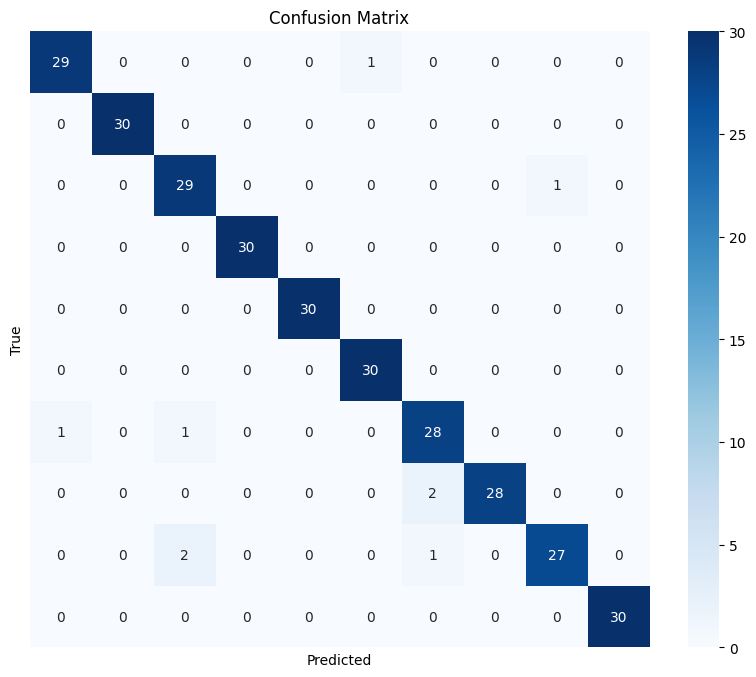 Confusion Matrix
29 0 0 0 0 1 0 0 0 0
0 30 0 0 0 0 0 0 0 0
0 0 29 0 0 0 0 0 1 0
0 0 0 30 0 0 0 0 0 0
0 0 0 0 30 0 0 0 0 0
0 0 0 0 0 30 0 0 0 0
1 0 1 0 0 0 28 0 0 0
0 0 0 0 0 0 2 28 0 0
0 0 2 0 0 0 1 0 27 0
0 0 0 0 0 0 0 0 0 30
True
Predicted
30
25
20
15
10
5
0